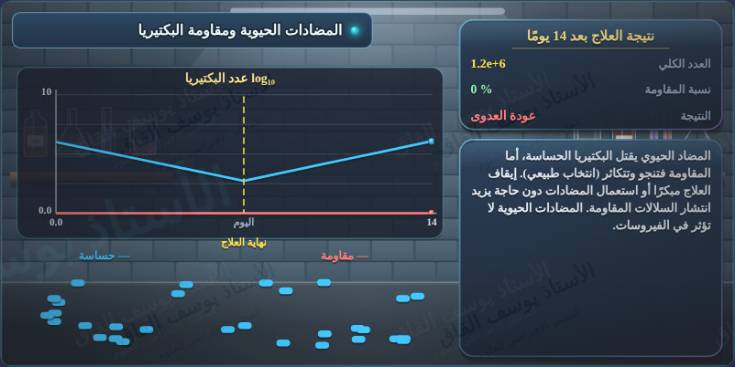 المضادات الحيوية ومقاومة البكتيريا
نتيجة العلاج بعد 14 يومًا
العدد الكلي 1.2e+6
نسبة المقاومة 0 %
النتيجة عودة العدوى
المضاد الحيوي يقتل البكتيريا الحساسة، أما
المقاومة فتنجو وتتكاثر (انتخاب طبيعي). إيقاف
العلاج مبكرًا أو استعمال المضادات دون حاجة يزيد
انتشار السلالات المقاومة. المضادات الحيوية لا
تؤثر في الفيروسات.
log₁₀ عدد البكتيريا
10
0.0
0,0
اليوم
14
نهاية العلاج
— مقاومة
— حساسة
الأستاذ يوسف